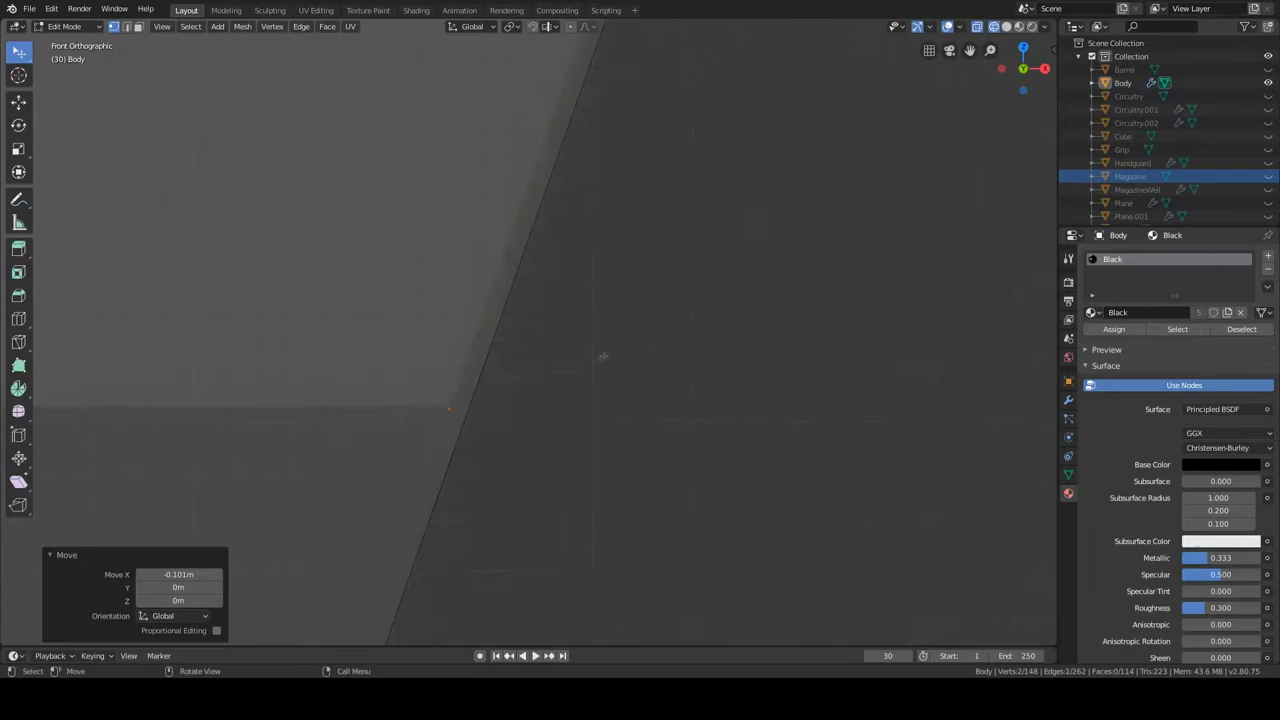 File Edit Render Window Help Layout Modeling Sculpting UV Editing Texture Paint Shading Animation Rendering Compositing Scripting + Scene View Layer
Edit Mode View Select Add Mesh Vertex Edge Face UV Global
Front Orthographic
(30) Body
Z
Y
X
Scene Collection
Collection
Barrel
Body
Circuitry
Circuitry.001
Circuitry.002
Cube
Grip
Handguard
Magazine
MagazineWell
Plane
Plane.001
Body Black
Black
Black 5
Assign Select Deselect
Preview
Surface
Use Nodes
Surface Principled BSDF
GGX
Christensen-Burley
Base Color
Subsurface 0.000
Subsurface Radius 1.000
0.200
0.100
Subsurface Color
Metallic 0.333
Specular 0.500
Specular Tint 0.000
Roughness 0.300
Anisotropic 0.000
Anisotropic Rotation 0.000
Sheen 0.000
Move
Move X -0.101m
Y 0m
Z 0m
Orientation Global
Proportional Editing
Playback Keying View Marker 30 Start: 1 End: 250
Select Move Rotate View Call Menu Body | Verts:2/148 | Edges:1/262 | Faces:0/114 | Tris:223 | Mem: 43.6 MB | v2.80.75